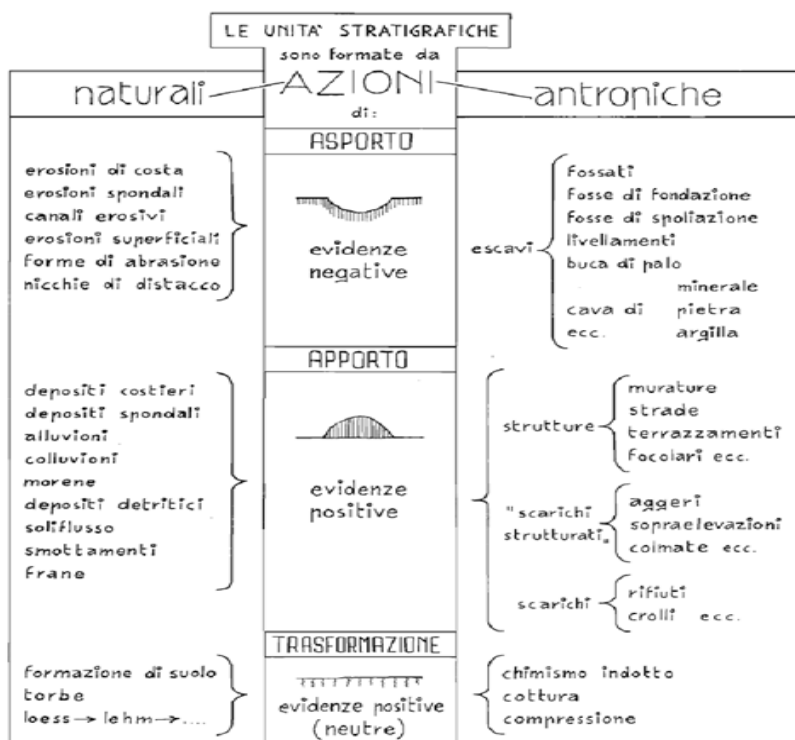 LE UNITA' STRATIGRAFICHE
sono formate da
naturali
AZIONI
antropiche
di:
ASPORTO
erosioni di costa
erosioni spondali
canali erosivi
erosioni superficiali
forme di abrasione
nicchie di distacco
evidenze
negative
escavi
fossati
fosse di fondazione
fosse di spoliazione
livellamenti
buca di palo
minerale
cava di pietra
ecc. argilla
APPORTO
depositi costieri
depositi spondali
alluvioni
colluvioni
morene
depositi detritici
soliflusso
smottamenti
frane
evidenze
positive
strutture
murature
strade
terrazzamenti
focolari ecc.
"scarichi
strutturati"
aggeri
sopraelevazioni
colmate ecc.
scarichi
rifiuti
crolli ecc.
TRASFORMAZIONE
formazione di suolo
torbe
loess → lehm → ....
evidenze positive
(neutre)
chimismo indotto
cottura
compressione